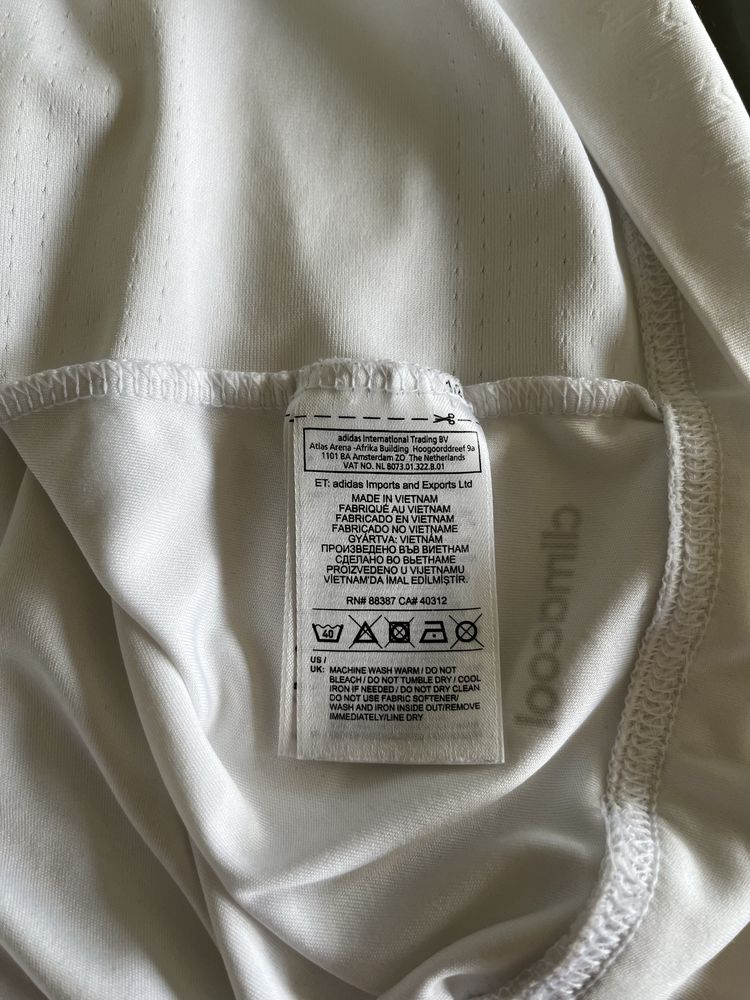 1/2
adidas International Trading BV
Atlas Arena -Afrika Building Hoogoorddreef 9a
1101 BA Amsterdam ZO The Netherlands
VAT NO. NL 8073.01.322.B.01
ET: adidas Imports and Exports Ltd
MADE IN VIETNAM
FABRIQUÉ AU VIETNAM
FABRICADO EN VIETNAM
FABRICADO NO VIETNAME
GYÁRTVA: VIETNÁM
ПРОИЗВЕДЕНО ВЪВ ВИЕТНАМ
СДЕЛАНО ВО ВЬЕТНАМЕ
PROIZVEDENO U VIJETNAMU
VİETNAM'DA İMAL EDİLMİŞTİR.
RN# 88387 CA# 40312
40
US /
UK: MACHINE WASH WARM / DO NOT
BLEACH / DO NOT TUMBLE DRY / COOL
IRON IF NEEDED / DO NOT DRY CLEAN
DO NOT USE FABRIC SOFTENER/
WASH AND IRON INSIDE OUT/REMOVE
IMMEDIATELY/LINE DRY
climacool